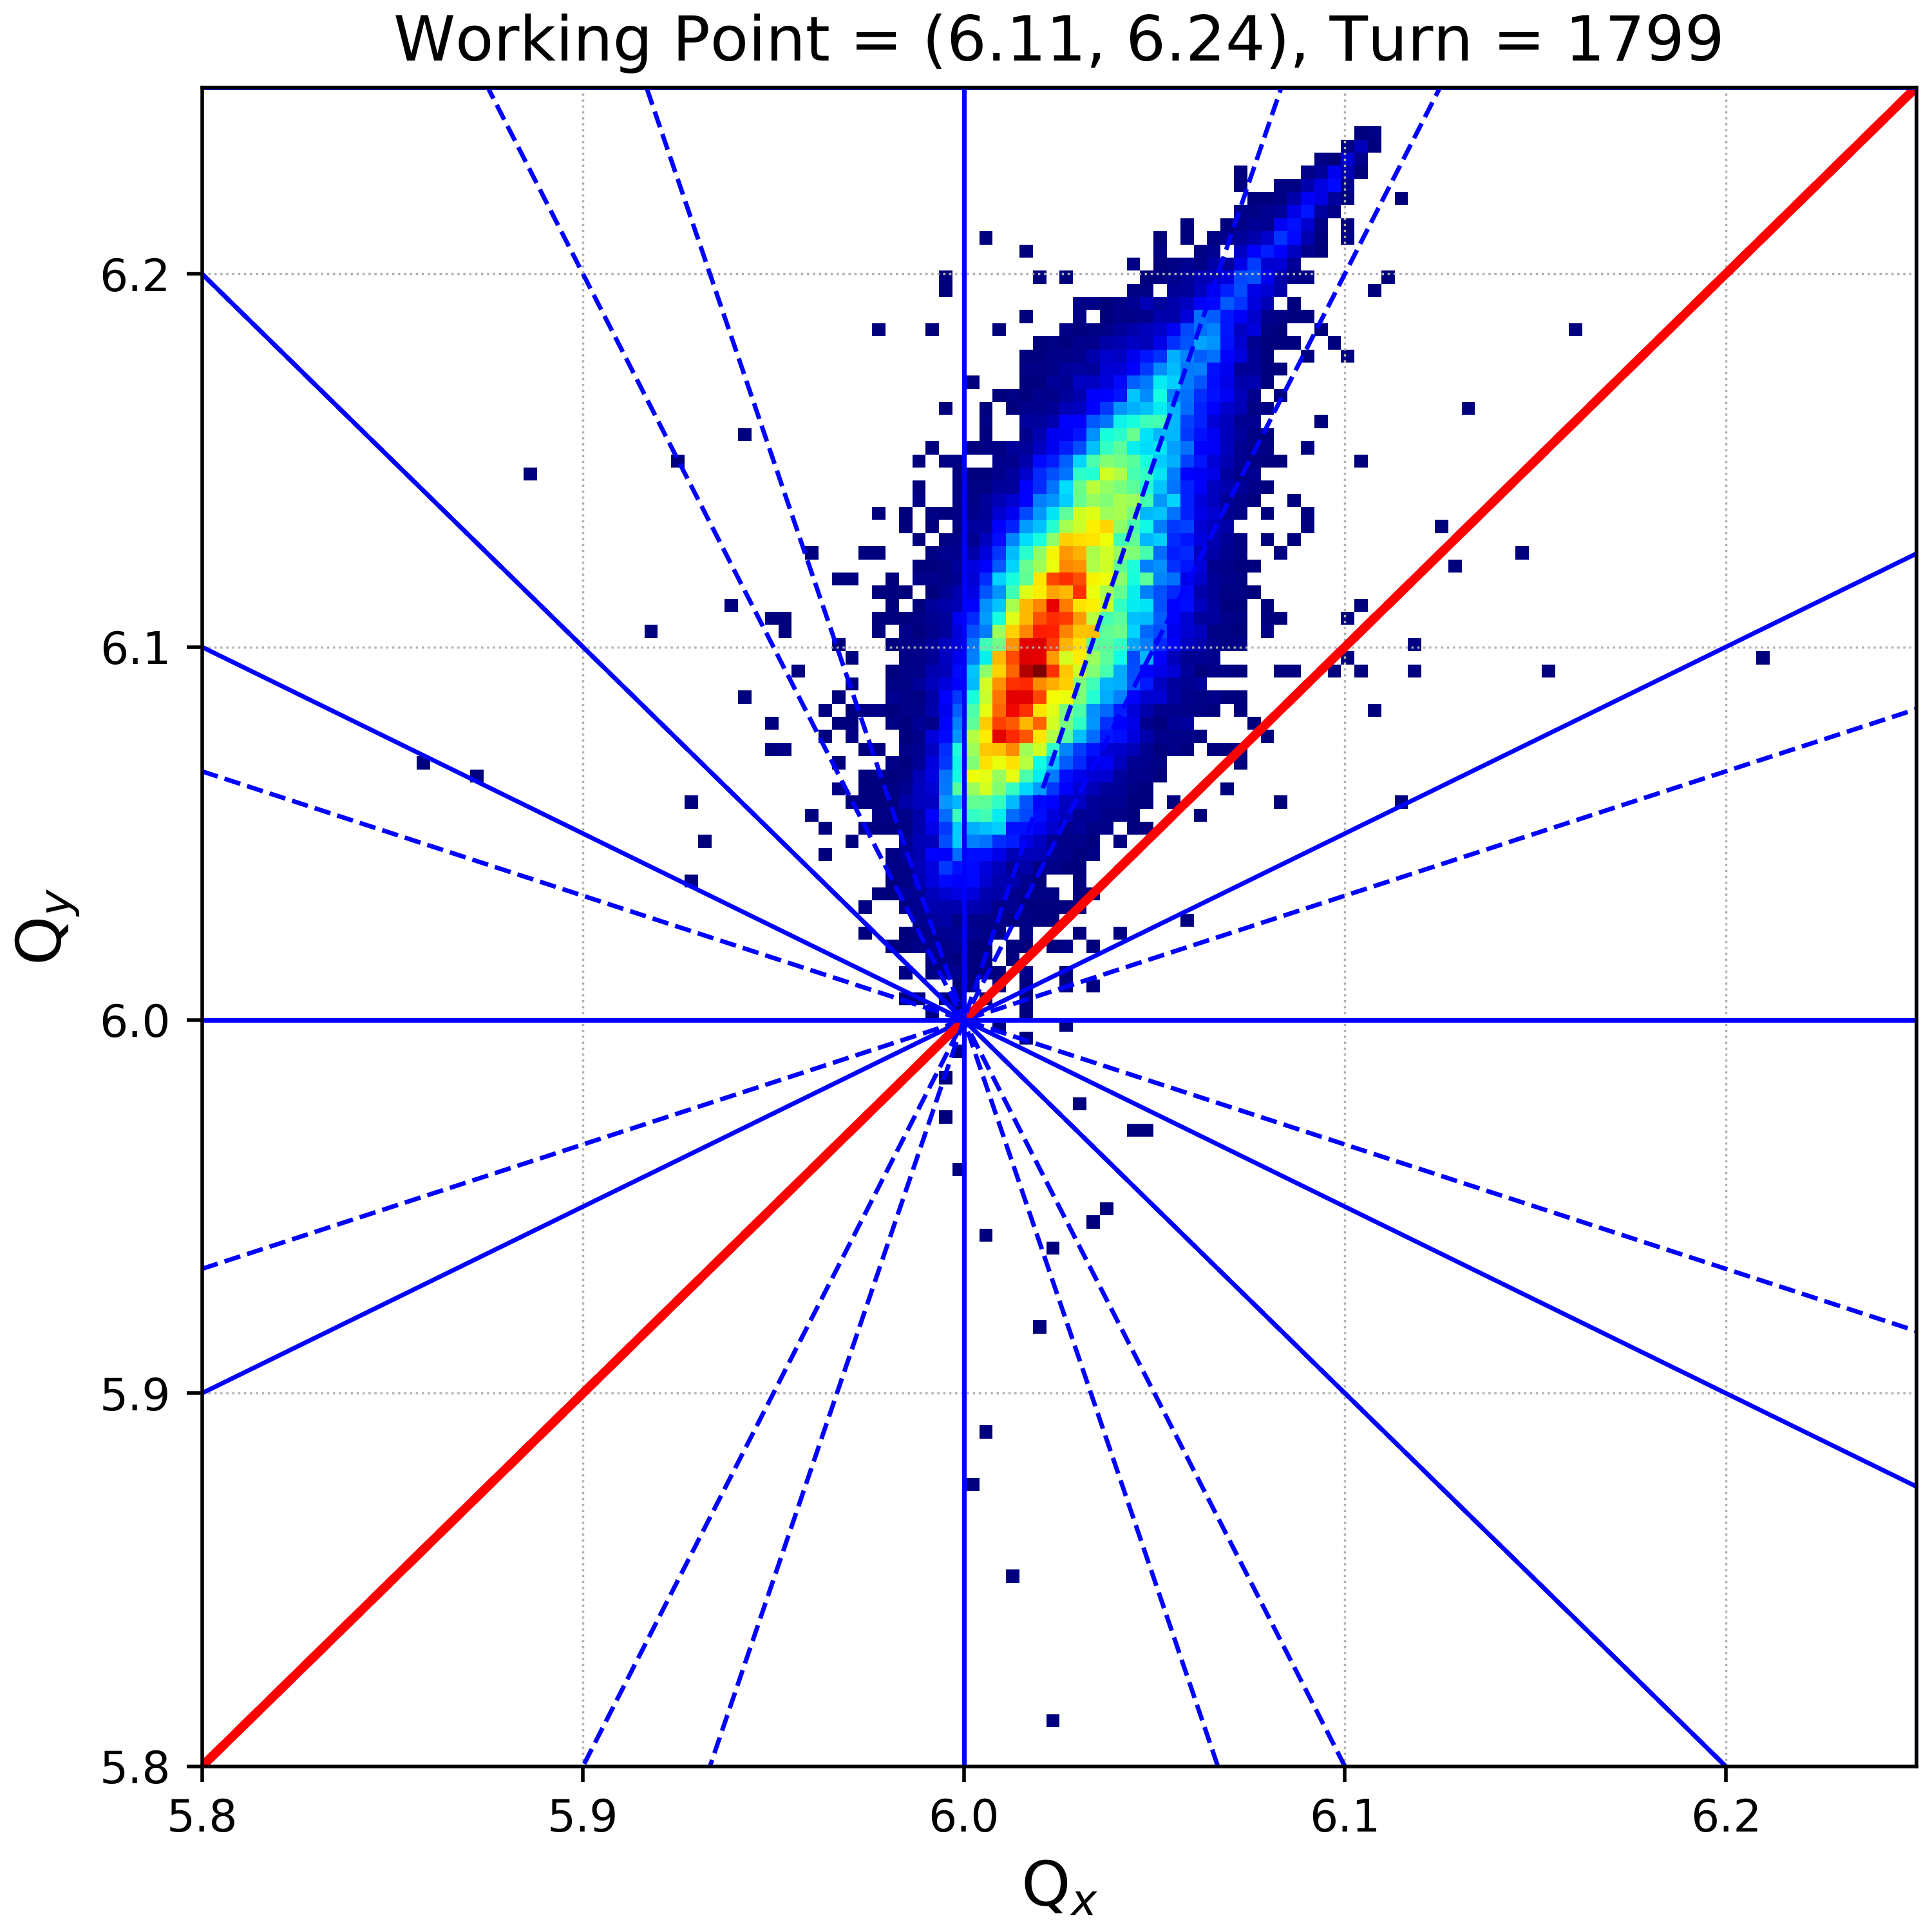 Working Point = (6.11, 6.24), Turn = 1799
6.2
6.1
6.0
5.9
5.8
Qy
5.8 5.9 6.0 6.1 6.2
Qx